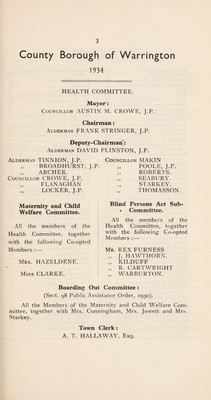 3
County Borough of Warrington
1934
HEALTH COMMITTEE.
Mayor:
COUNCILLOR AUSTIN M. CROWE, J.P.
Chairman:
ALDERMAN FRANK STRINGER, J.P.
Deputy-Chairman:
ALDERMAN DAVID PLINSTON, J.P.
ALDERMAN TINNION, J.P.
,, BROADHURST, J.P.
,, ARCHER.
COUNCILLOR CROWE, J.P.
,, FLANAGHAN
,, LOCKER, J.P.
COUNCILLOR MAKIN
,, POOLE, J.P.
,, ROBERTS.
,, SEABURY.
,, STARKEY.
,, THOMASSON.
Maternity and Child
Welfare Committee.
All the members of the
Health Committee, together
with the following Co-opted
Members:—
MRS. HAZELDENE.
MISS CLARKE.
Blind Persons Act Sub-
Committee.
All the members of the
Health Committee, together
with the following Co-opted
Members:—
MR. REX FURNESS
,, J. HAWTHORN.
,, KILDUFF
,, R. CARTWRIGHT
,, WARBURTON.
Boarding Out Committee:
(Sect. 98 Public Assistance Order, 1930).
All the Members of the Maternity and Child Welfare Com-
mittee, together with Mrs. Cunningham, Mrs. Jowett and Mrs.
Starkey.
Town Clerk:
A. T. HALLAWAY, ESQ.